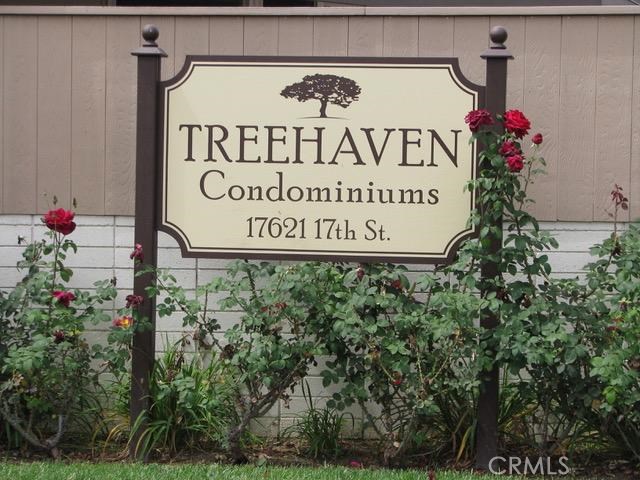 TREEHAVEN
Condominiums
17621 17th St.
CRMLS